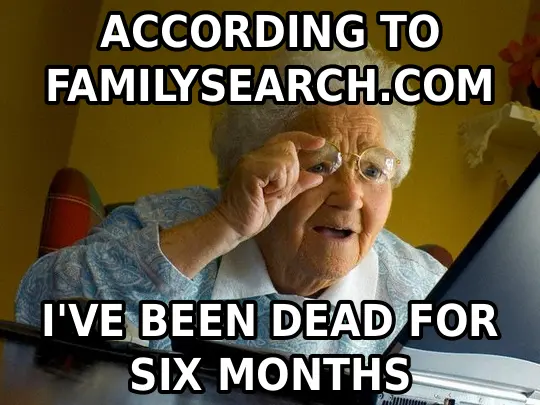 ACCORDING TO
FAMILYSEARCH.COM
I'VE BEEN DEAD FOR
SIX MONTHS